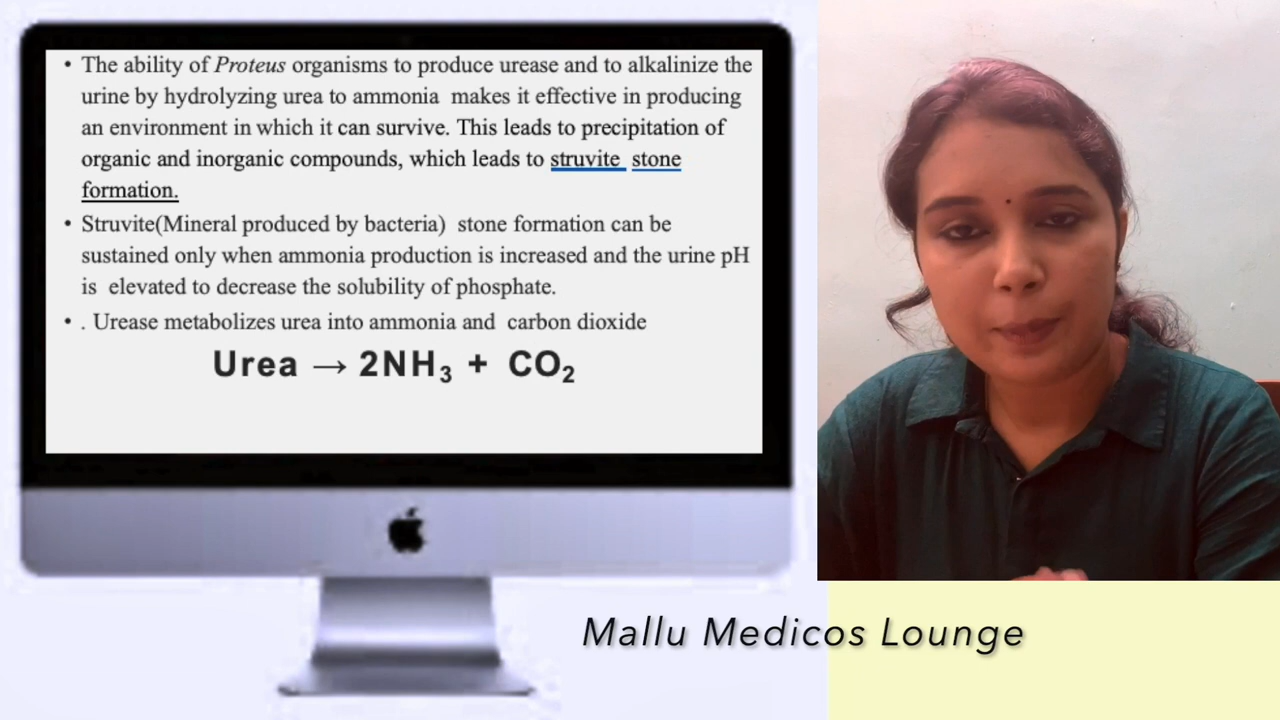 • The ability of Proteus organisms to produce urease and to alkalinize the
urine by hydrolyzing urea to ammonia makes it effective in producing
an environment in which it can survive. This leads to precipitation of
organic and inorganic compounds, which leads to struvite stone
formation.
• Struvite(Mineral produced by bacteria) stone formation can be
sustained only when ammonia production is increased and the urine pH
is elevated to decrease the solubility of phosphate.
• . Urease metabolizes urea into ammonia and carbon dioxide
Urea → 2NH₃ + CO₂
Mallu Medicos Lounge